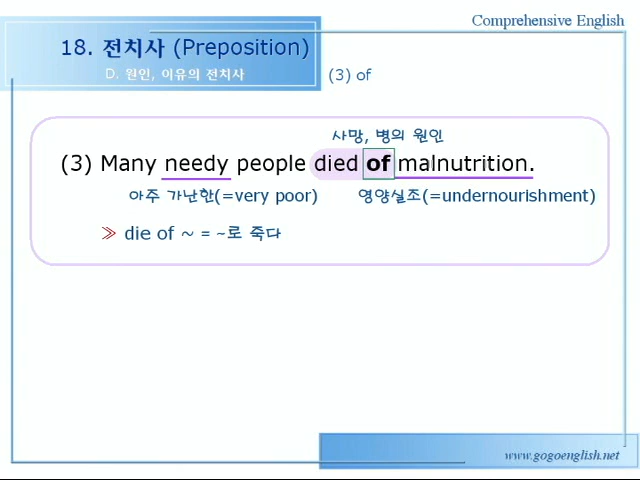 Comprehensive English
18. 전치사 (Preposition)
D. 원인, 이유의 전치사
(3) of
사망, 병의 원인
(3) Many needy people died of malnutrition.
아주 가난한(=very poor) 영양실조(=undernourishment)
≫ die of ~ = ~로 죽다
www.gogoenglish.net